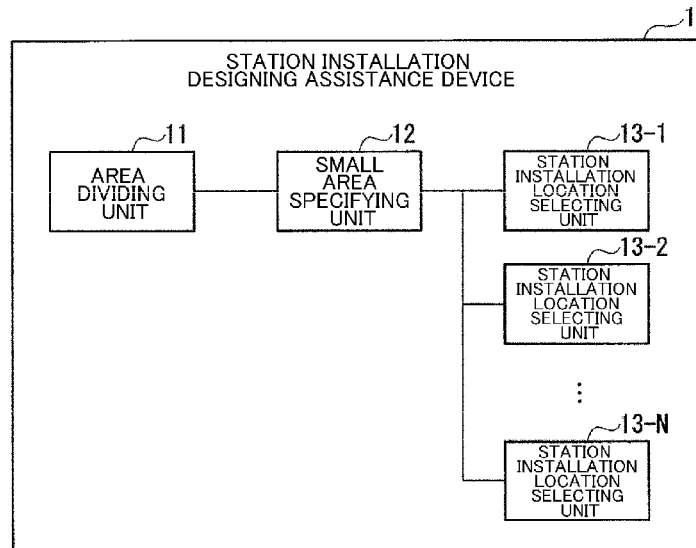 1
STATION INSTALLATION
DESIGNING ASSISTANCE DEVICE
11
AREA
DIVIDING
UNIT
12
SMALL
AREA
SPECIFYING
UNIT
13-1
STATION
INSTALLATION
LOCATION
SELECTING
UNIT
13-2
STATION
INSTALLATION
LOCATION
SELECTING
UNIT
⋮
13-N
STATION
INSTALLATION
LOCATION
SELECTING
UNIT